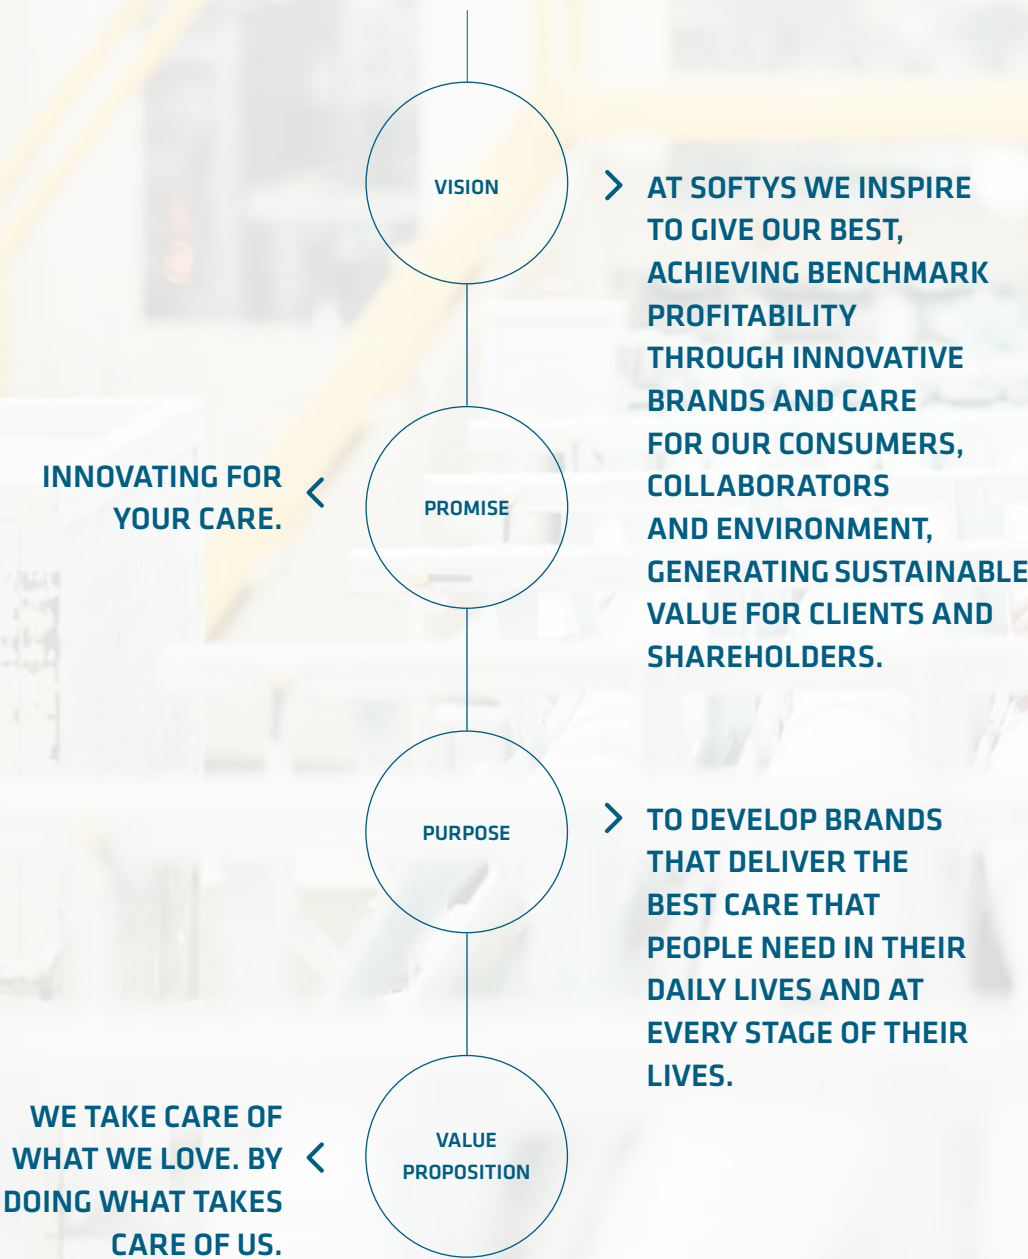 VISION
AT SOFTYS WE INSPIRE
TO GIVE OUR BEST,
ACHIEVING BENCHMARK
PROFITABILITY
THROUGH INNOVATIVE
BRANDS AND CARE
FOR OUR CONSUMERS,
COLLABORATORS
AND ENVIRONMENT,
GENERATING SUSTAINABLE
VALUE FOR CLIENTS AND
SHAREHOLDERS.
PROMISE
INNOVATING FOR
YOUR CARE.
PURPOSE
TO DEVELOP BRANDS
THAT DELIVER THE
BEST CARE THAT
PEOPLE NEED IN THEIR
DAILY LIVES AND AT
EVERY STAGE OF THEIR
LIVES.
VALUE
PROPOSITION
WE TAKE CARE OF
WHAT WE LOVE. BY
DOING WHAT TAKES
CARE OF US.